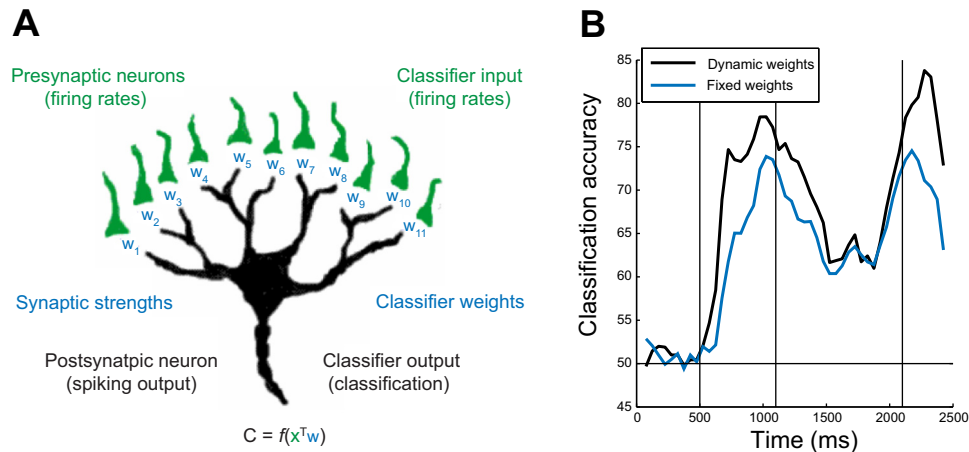 A
Presynaptic neurons
(firing rates)
Classifier input
(firing rates)
w1
w2
w3
w4
w5
w6
w7
w8
w9
w10
w11
Synaptic strengths
Classifier weights
Postsynatpic neuron
(spiking output)
Classifier output
(classification)
C = f(xᵀw)
B
Dynamic weights
Fixed weights
Classification accuracy
85
80
75
70
65
60
55
50
45
0
500
1000
1500
2000
2500
Time (ms)